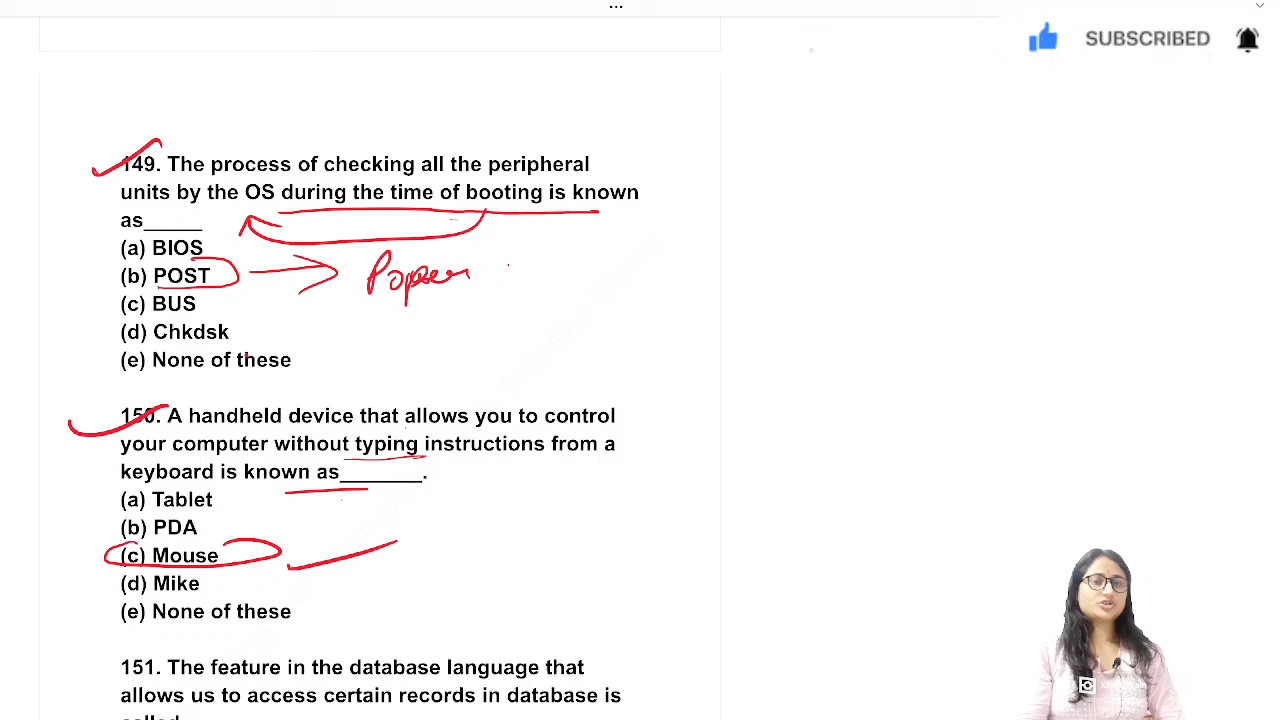 ...
SUBSCRIBED
149. The process of checking all the peripheral
units by the OS during the time of booting is known
as_____
(a) BIOS
(b) POST
(c) BUS
(d) Chkdsk
(e) None of these
150. A handheld device that allows you to control
your computer without typing instructions from a
keyboard is known as_______.
(a) Tablet
(b) PDA
(c) Mouse
(d) Mike
(e) None of these
151. The feature in the database language that
allows us to access certain records in database is
called